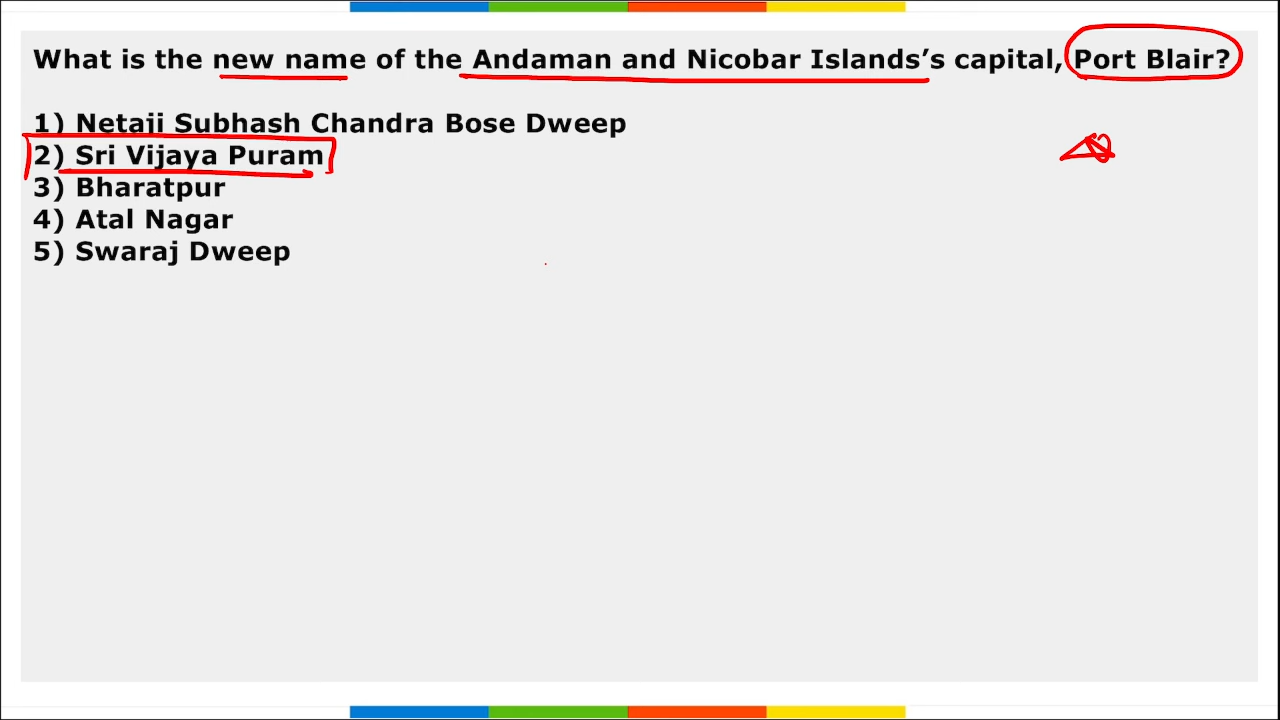 What is the new name of the Andaman and Nicobar Islands’s capital, Port Blair?
1) Netaji Subhash Chandra Bose Dweep
2) Sri Vijaya Puram
3) Bharatpur
4) Atal Nagar
5) Swaraj Dweep